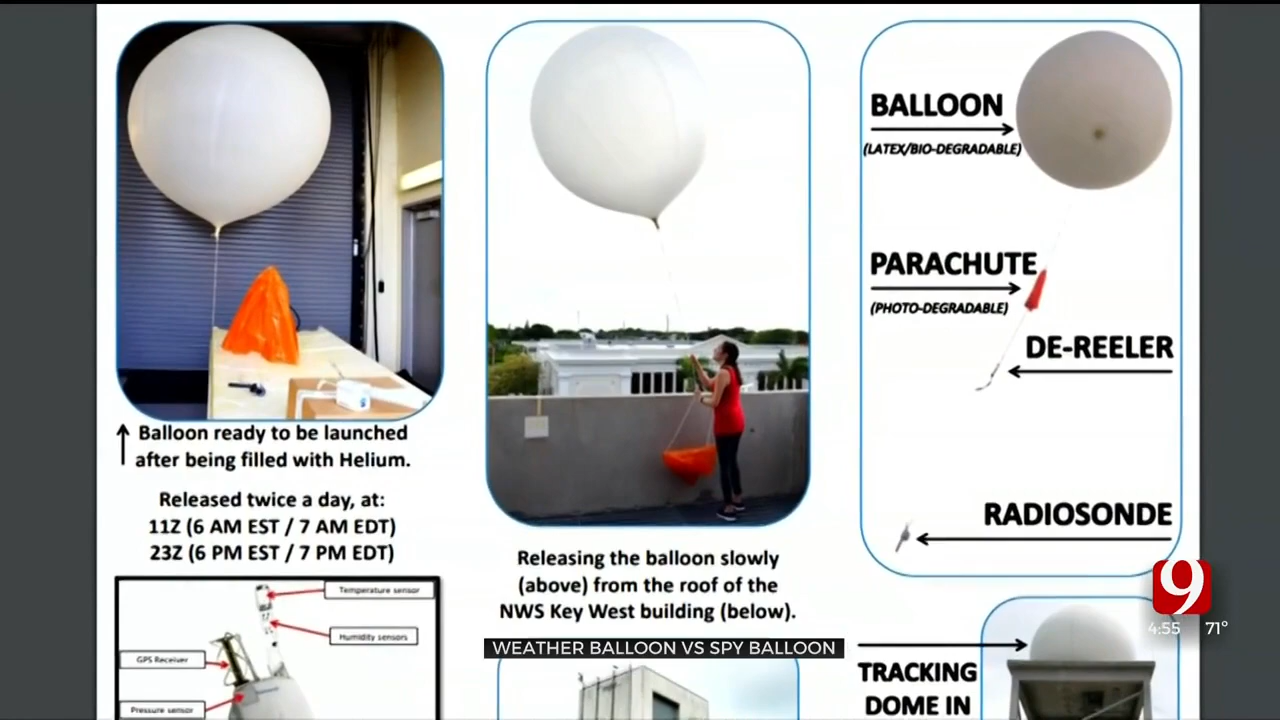 Balloon ready to be launched
after being filled with Helium.
Released twice a day, at:
11Z (6 AM EST / 7 AM EDT)
23Z (6 PM EST / 7 PM EDT)
Temperature sensor
Humidity sensors
GPS Receiver
Pressure sensor
Releasing the balloon slowly
(above) from the roof of the
NWS Key West building (below).
BALLOON
(LATEX/BIO-DEGRADABLE)
PARACHUTE
(PHOTO-DEGRADABLE)
DE-REELER
RADIOSONDE
TRACKING
DOME IN
WEATHER BALLOON VS SPY BALLOON
9
4:55 71°